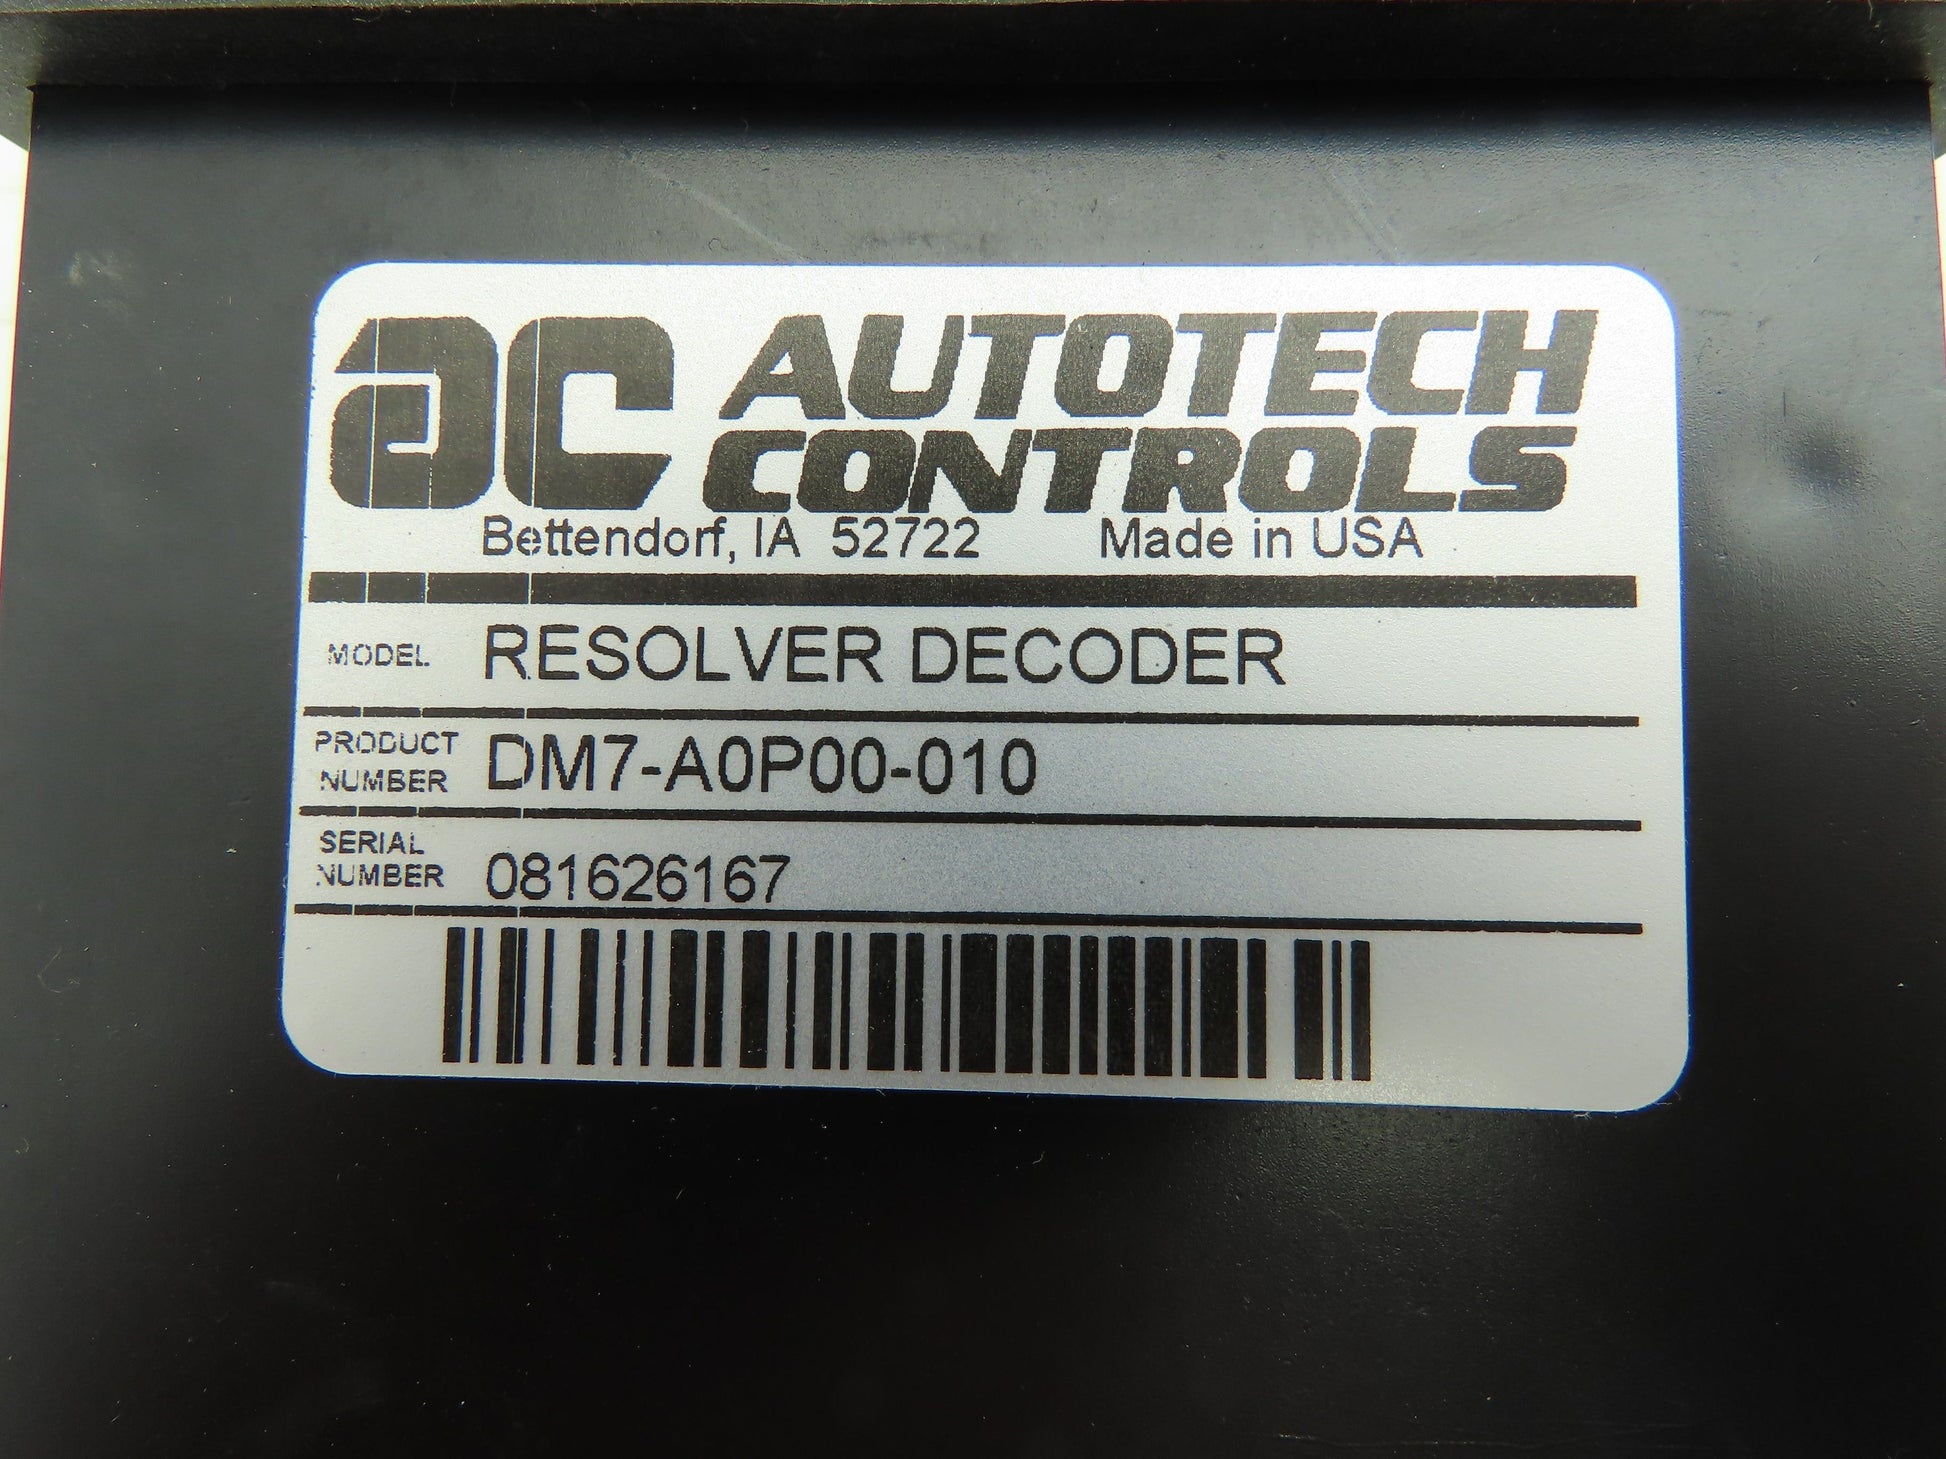 AC AUTOTECH
CONTROLS
Bettendorf, IA 52722 Made in USA
MODEL RESOLVER DECODER
PRODUCT NUMBER DM7-A0P00-010
SERIAL NUMBER 081626167